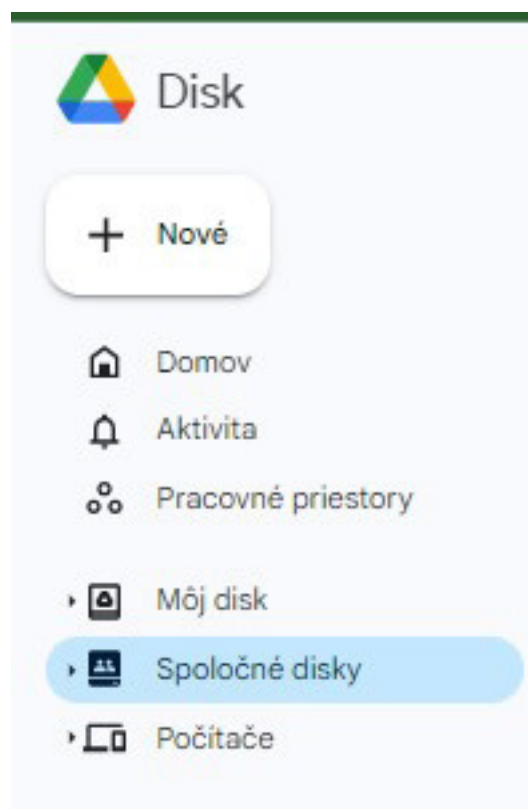 Disk
Nové
Domov
Aktivita
Pracovné priestory
Môj disk
Spoločné disky
Počítače